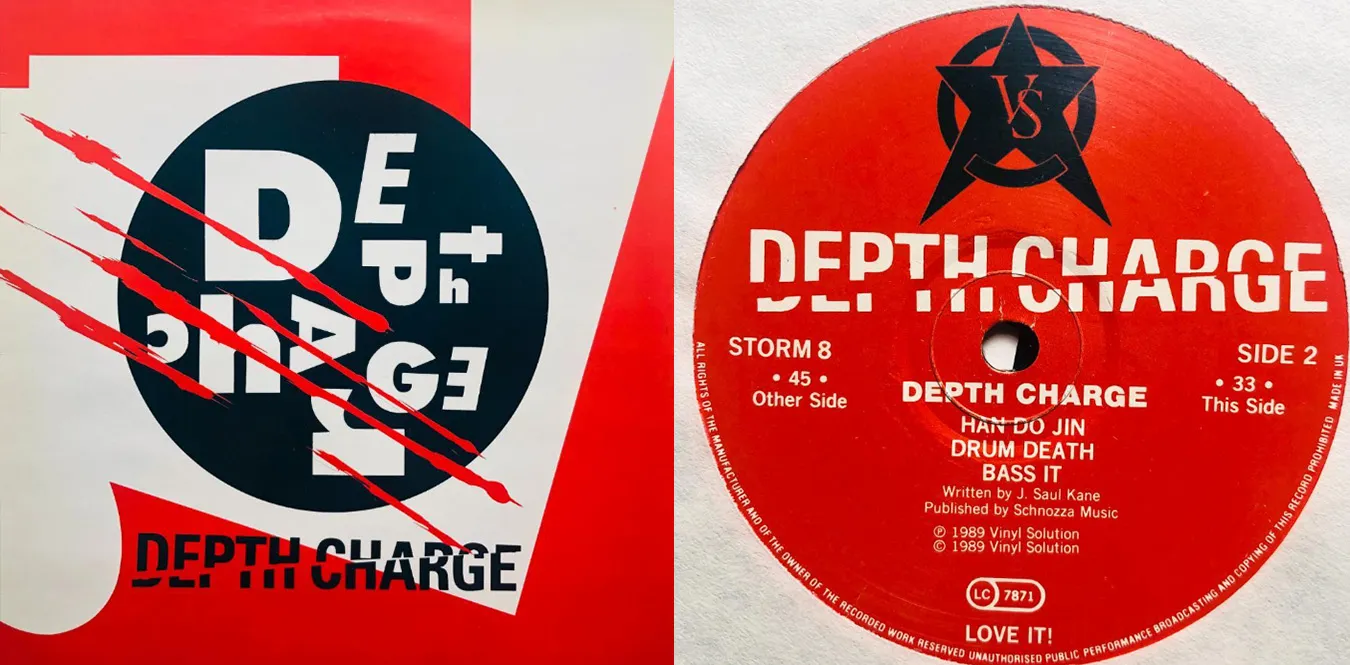 DEPth
chARGE
DEPTH CHARGE
VS
DEPTH CHARGE
STORM 8
• 45 •
Other Side
SIDE 2
• 33 •
This Side
DEPTH CHARGE
HAN DO JIN
DRUM DEATH
BASS IT
Written by J. Saul Kane
Published by Schnozza Music
℗ 1989 Vinyl Solution
© 1989 Vinyl Solution
LC 7871
LOVE IT!
ALL RIGHTS OF THE MANUFACTURER AND OF THE OWNER OF THE RECORDED WORK RESERVED UNAUTHORISED PUBLIC PERFORMANCE BROADCASTING AND COPYING OF THIS RECORD PROHIBITED MADE IN UK